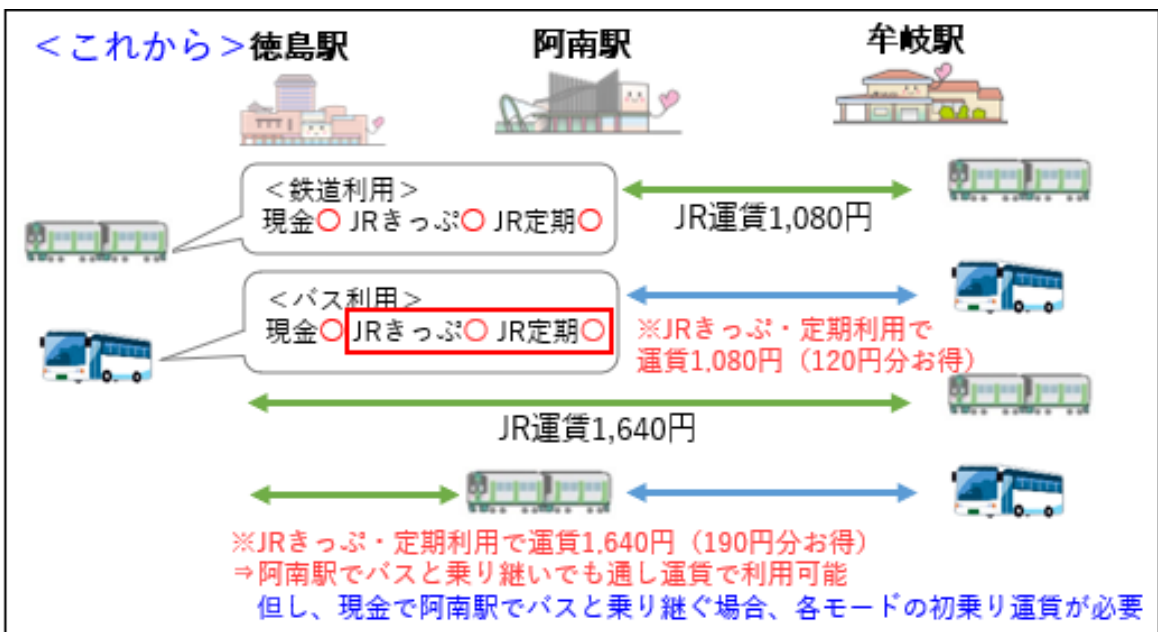 ＜これから＞徳島駅
阿南駅
牟岐駅
＜鉄道利用＞
現金〇 JRきっぷ〇 JR定期〇
JR運賃1,080円
＜バス利用＞
現金〇 JRきっぷ〇 JR定期〇
※JRきっぷ・定期利用で
運賃1,080円（120円分お得）
JR運賃1,640円
※JRきっぷ・定期利用で運賃1,640円（190円分お得）
⇒阿南駅でバスと乗り継いでも通し運賃で利用可能
但し、現金で阿南駅でバスと乗り継ぐ場合、各モードの初乗り運賃が必要